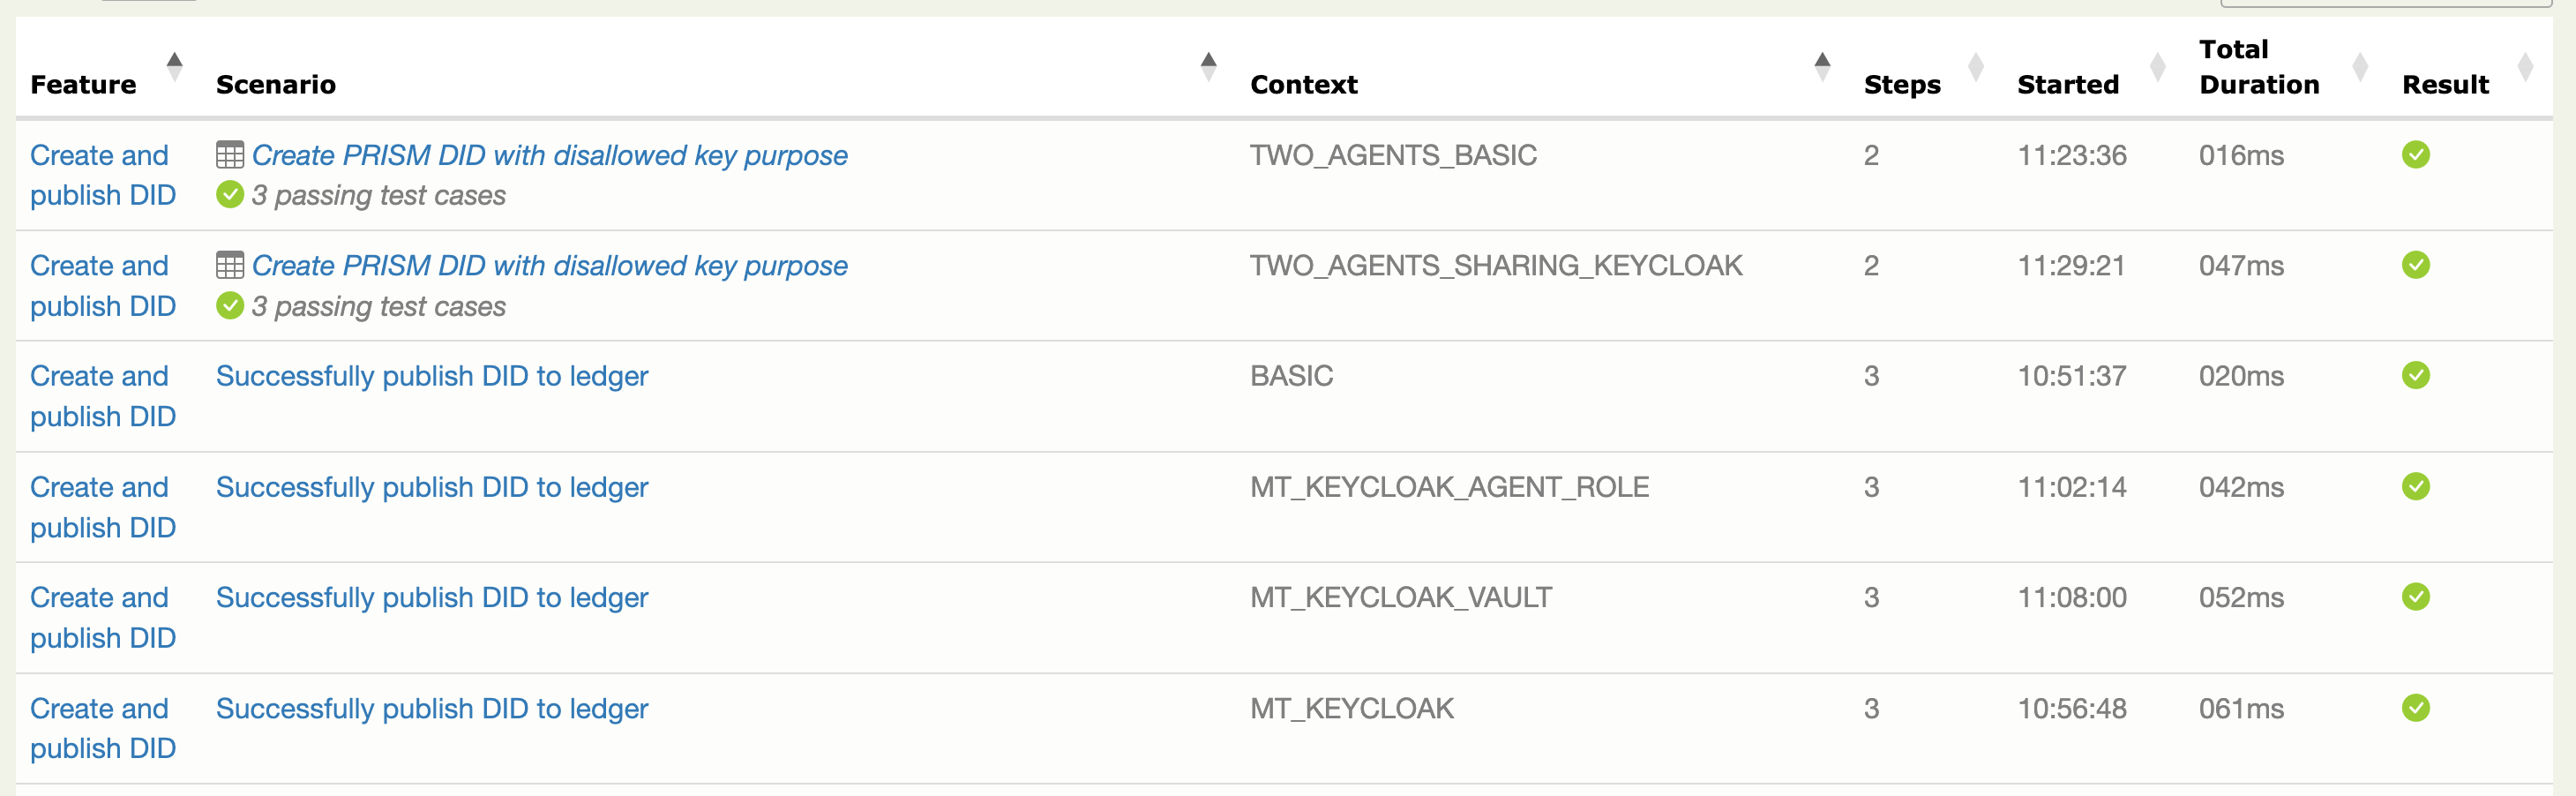 Feature Scenario Context Steps Started Total Duration Result
Create and publish DID Create PRISM DID with disallowed key purpose TWO_AGENTS_BASIC 2 11:23:36 016ms
3 passing test cases
Create and publish DID Create PRISM DID with disallowed key purpose TWO_AGENTS_SHARING_KEYCLOAK 2 11:29:21 047ms
3 passing test cases
Create and publish DID Successfully publish DID to ledger BASIC 3 10:51:37 020ms
Create and publish DID Successfully publish DID to ledger MT_KEYCLOAK_AGENT_ROLE 3 11:02:14 042ms
Create and publish DID Successfully publish DID to ledger MT_KEYCLOAK_VAULT 3 11:08:00 052ms
Create and publish DID Successfully publish DID to ledger MT_KEYCLOAK 3 10:56:48 061ms